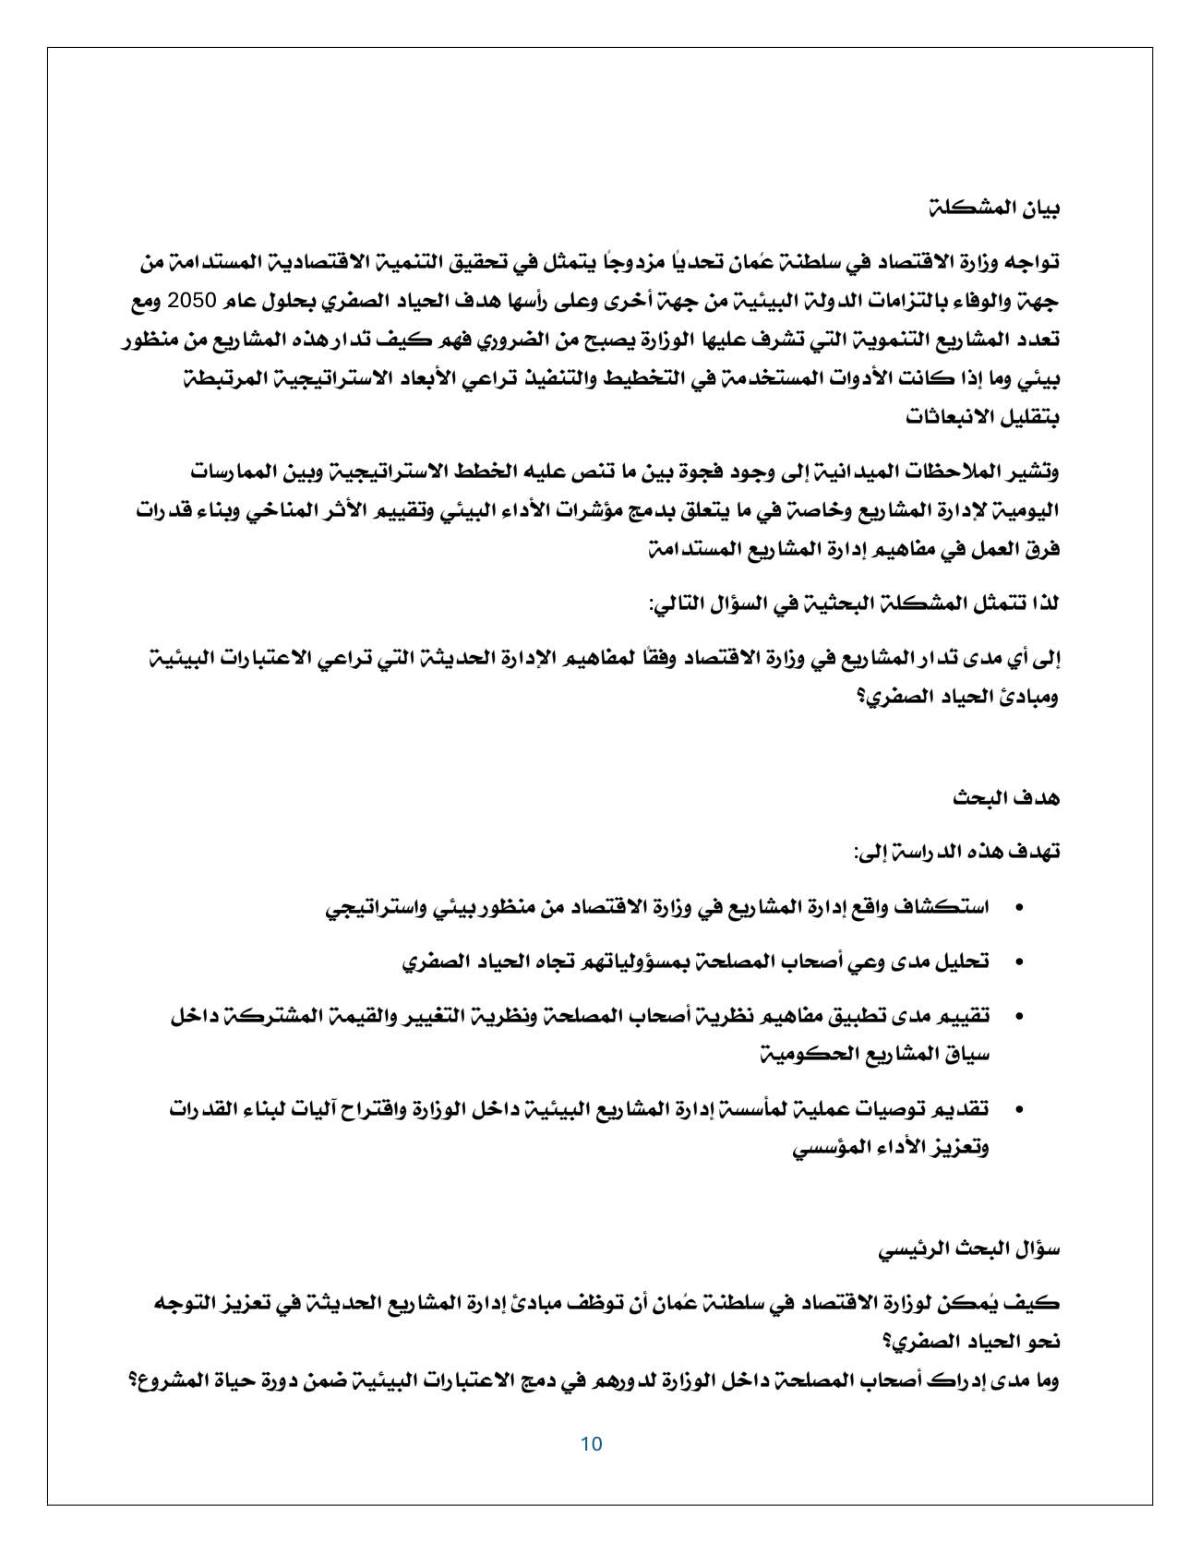 بيان المشكلة
تواجه وزارة الاقتصاد في سلطنة عُمان تحديًا مزدوجًا يتمثل في تحقيق التنمية الاقتصادية المستدامة من
جهة والوفاء بالتزامات الدولة البيئية من جهة أخرى وعلى رأسها هدف الحياد الصفري بحلول عام 2050 ومع
تعدد المشاريع التنموية التي تشرف عليها الوزارة يصبح من الضروري فهم كيف تدار هذه المشاريع من منظور
بيئي وما إذا كانت الأدوات المستخدمة في التخطيط والتنفيذ تراعي الأبعاد الاستراتيجية المرتبطة
بتقليل الانبعاثات
وتشير الملاحظات الميدانية إلى وجود فجوة بين ما تنص عليه الخطط الاستراتيجية وبين الممارسات
اليومية لإدارة المشاريع وخاصة في ما يتعلق بدمج مؤشرات الأداء البيئي وتقييم الأثر المناخي وبناء قدرات
فرق العمل في مفاهيم إدارة المشاريع المستدامة
لذا تتمثل المشكلة البحثية في السؤال التالي:
إلى أي مدى تدار المشاريع في وزارة الاقتصاد وفقًا لمفاهيم الإدارة الحديثة التي تراعي الاعتبارات البيئية
ومبادئ الحياد الصفري؟
هدف البحث
تهدف هذه الدراسة إلى:
• استكشاف واقع إدارة المشاريع في وزارة الاقتصاد من منظور بيئي واستراتيجي
• تحليل مدى وعي أصحاب المصلحة بمسؤولياتهم تجاه الحياد الصفري
• تقييم مدى تطبيق مفاهيم نظرية أصحاب المصلحة ونظرية التغيير والقيمة المشتركة داخل
سياق المشاريع الحكومية
• تقديم توصيات عملية لمأسسة إدارة المشاريع البيئية داخل الوزارة واقتراح آليات لبناء القدرات
وتعزيز الأداء المؤسسي
سؤال البحث الرئيسي
كيف يُمكن لوزارة الاقتصاد في سلطنة عُمان أن توظف مبادئ إدارة المشاريع الحديثة في تعزيز التوجه
نحو الحياد الصفري؟
وما مدى إدراك أصحاب المصلحة داخل الوزارة لدورهم في دمج الاعتبارات البيئية ضمن دورة حياة المشروع؟
10